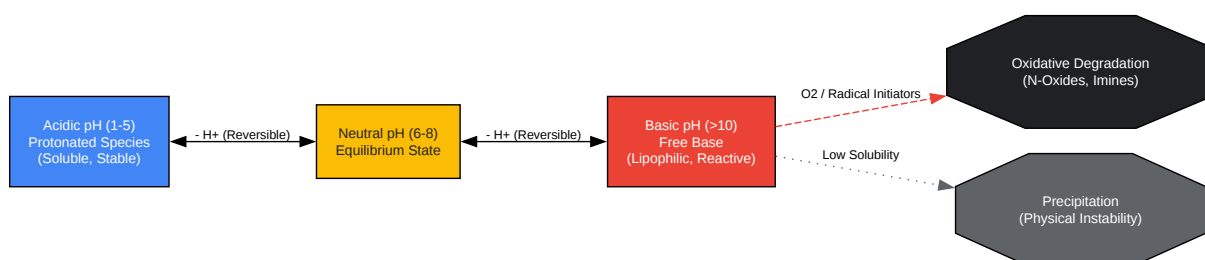 Acidic pH (1-5)
Protonated Species
(Soluble, Stable)
- H+ (Reversible)
Neutral pH (6-8)
Equilibrium State
- H+ (Reversible)
Basic pH (>10)
Free Base
(Lipophilic, Reactive)
O2 / Radical Initiators
Low Solubility
Oxidative Degradation
(N-Oxides, Imines)
Precipitation
(Physical Instability)